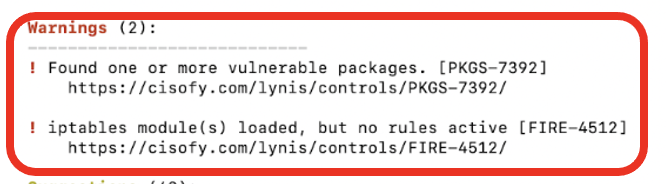 Warnings (2):
----------------------------
! Found one or more vulnerable packages. [PKGS-7392]
https://cisofy.com/lynis/controls/PKGS-7392/
! iptables module(s) loaded, but no rules active [FIRE-4512]
https://cisofy.com/lynis/controls/FIRE-4512/